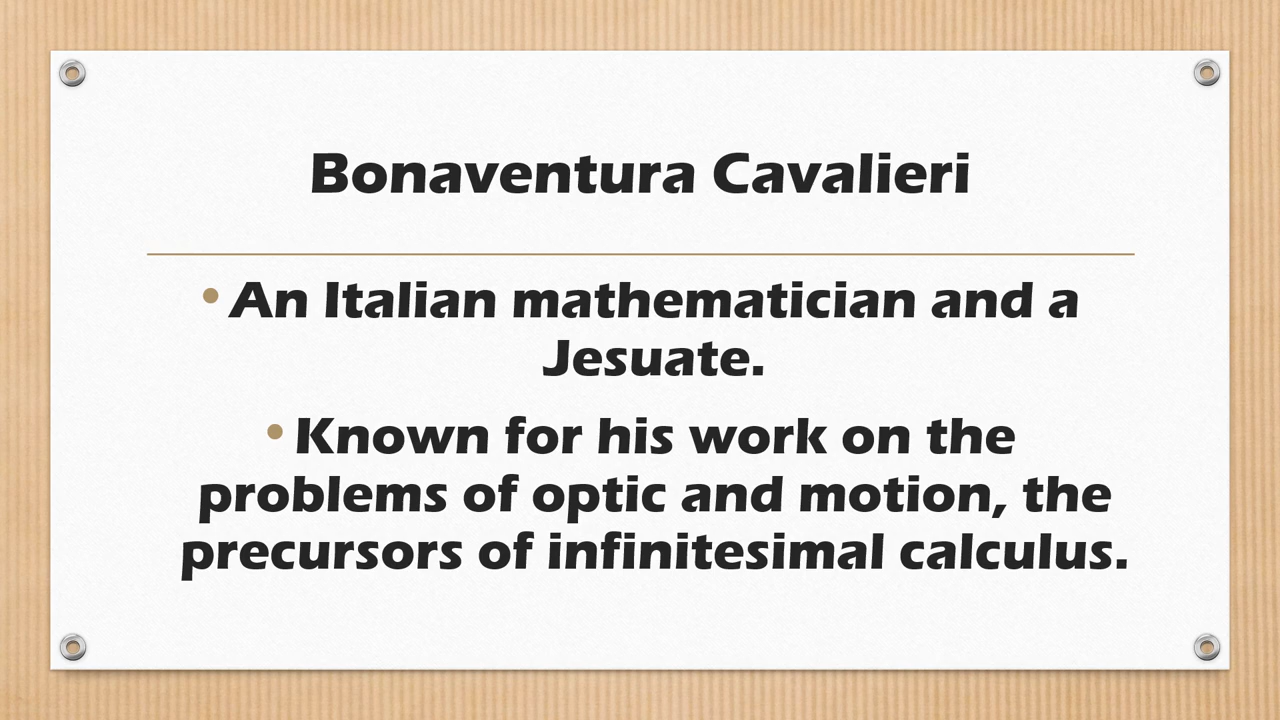 Bonaventura Cavalieri
• An Italian mathematician and a
Jesuate.
• Known for his work on the
problems of optic and motion, the
precursors of infinitesimal calculus.